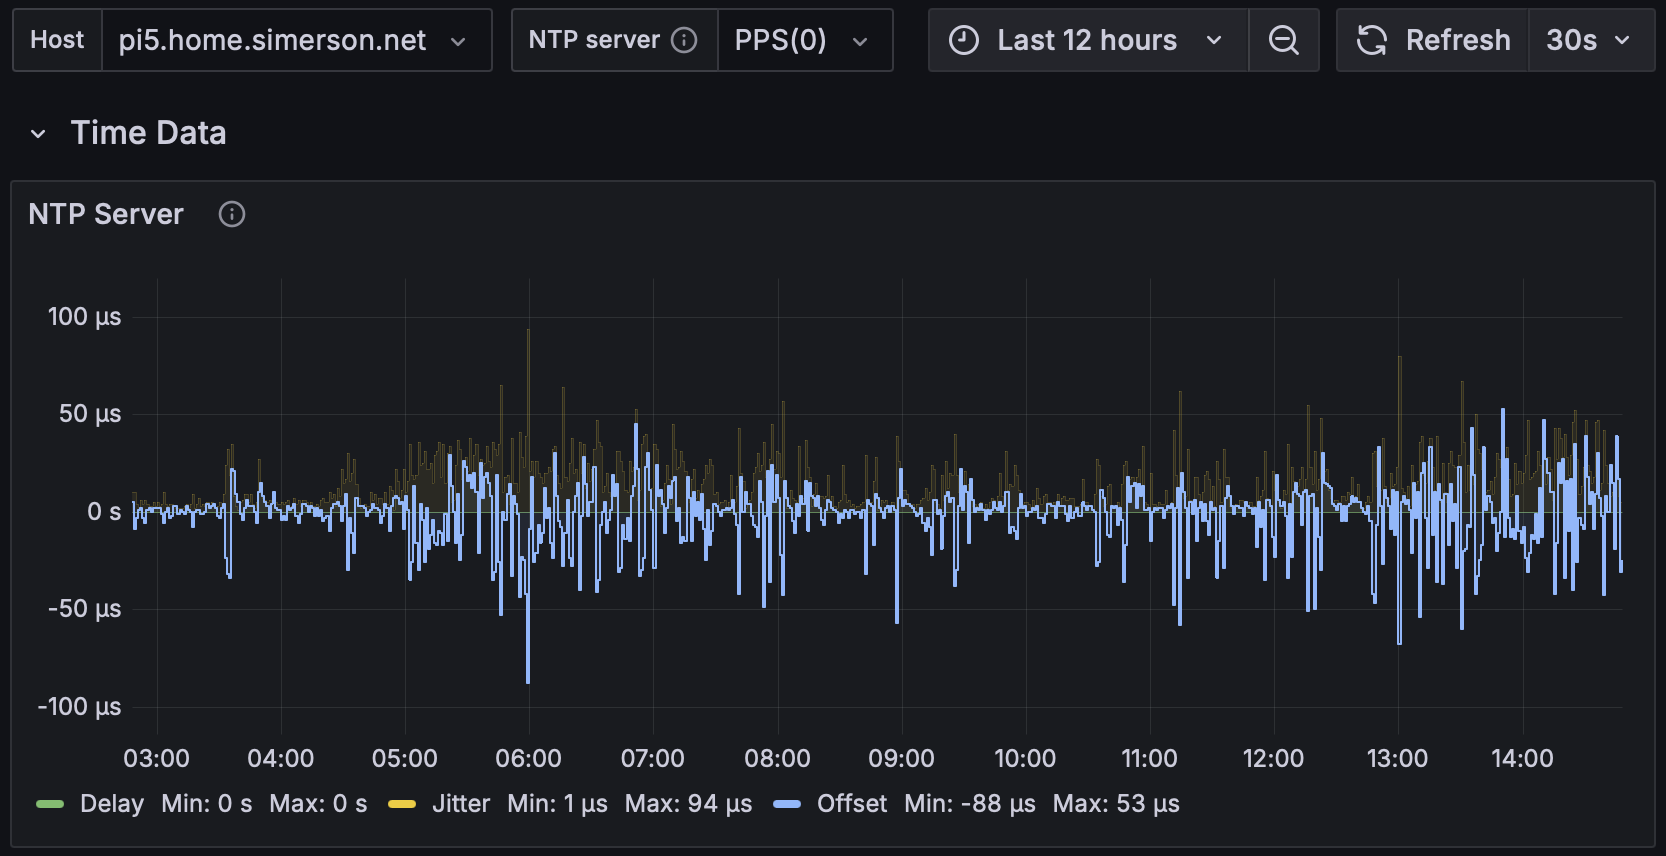 Host pi5.home.simerson.net NTP server PPS(0) Last 12 hours Refresh 30s
Time Data
NTP Server
100 µs
50 µs
0 s
-50 µs
-100 µs
03:00 04:00 05:00 06:00 07:00 08:00 09:00 10:00 11:00 12:00 13:00 14:00
Delay Min: 0 s Max: 0 s Jitter Min: 1 µs Max: 94 µs Offset Min: -88 µs Max: 53 µs